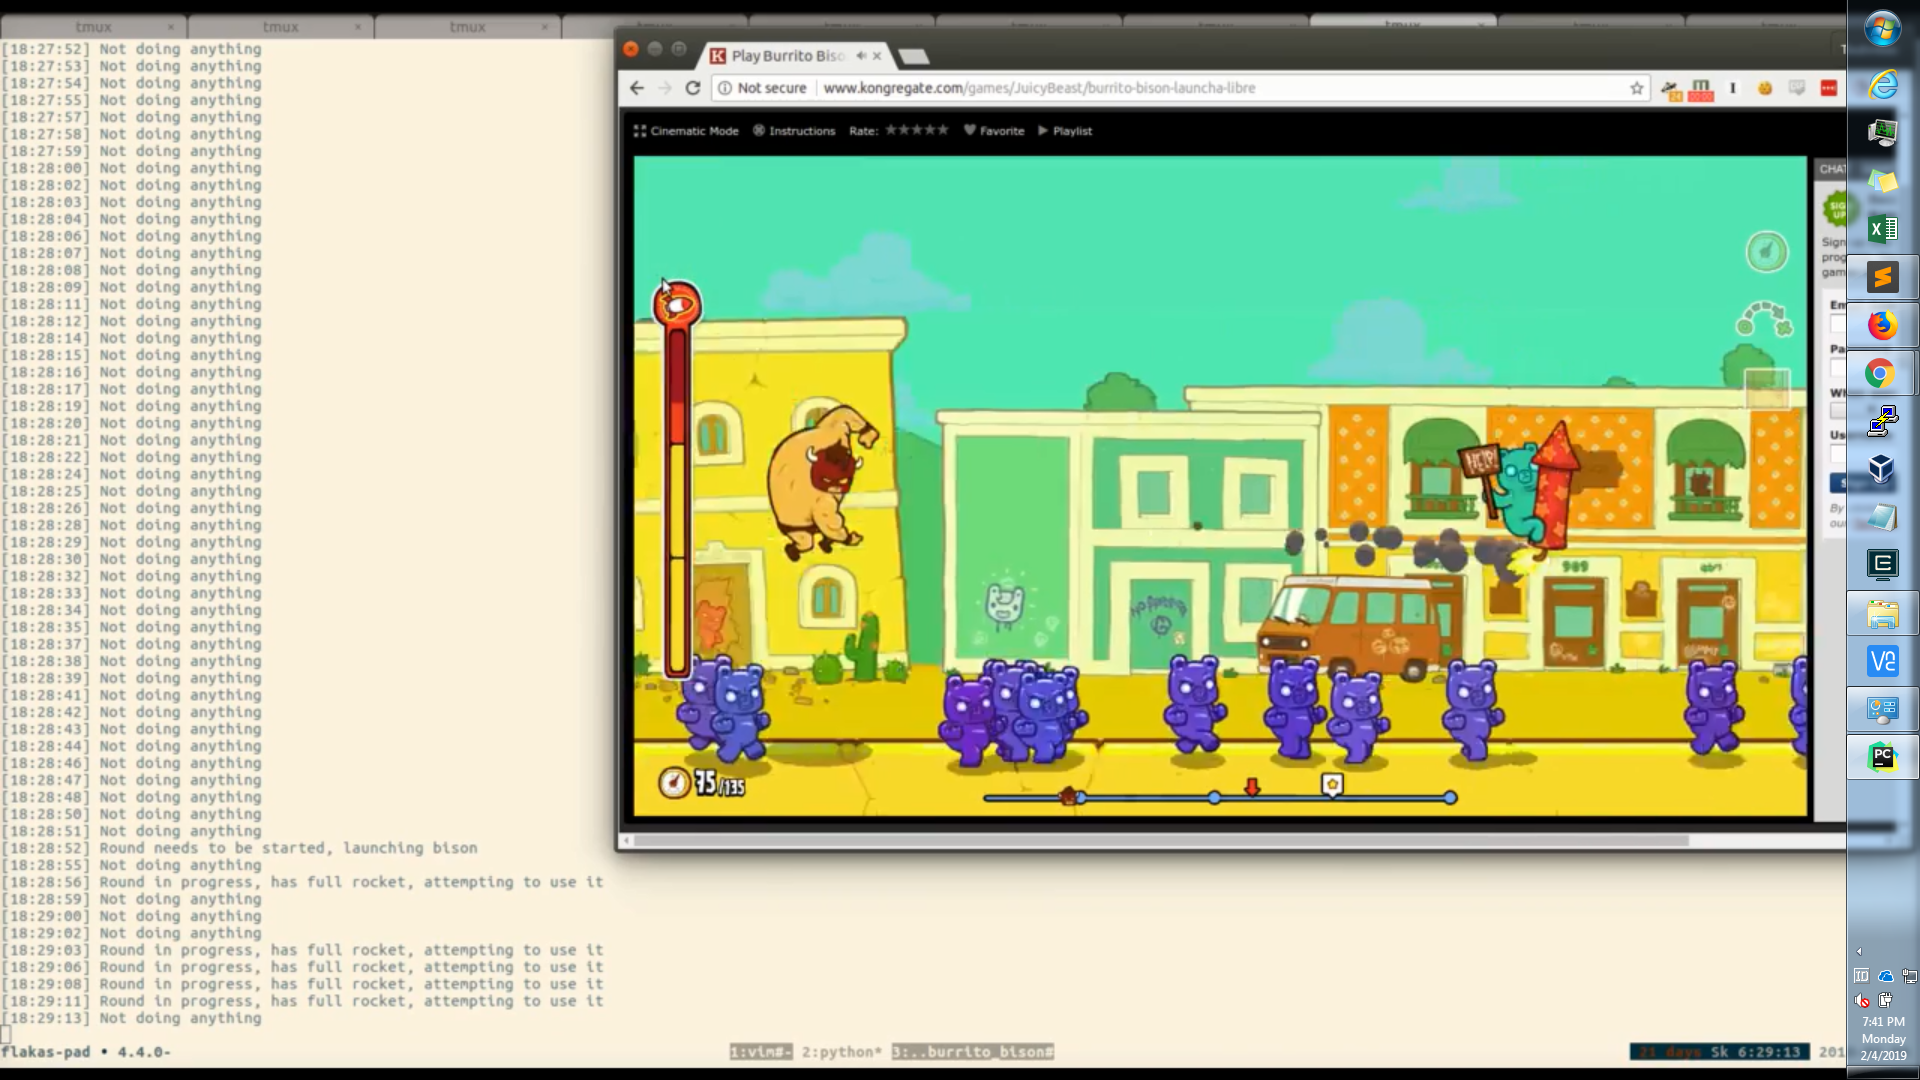 tmux
tmux
tmux
tmux
[18:27:52] Not doing anything
[18:27:53] Not doing anything
[18:27:54] Not doing anything
[18:27:55] Not doing anything
[18:27:57] Not doing anything
[18:27:58] Not doing anything
[18:27:59] Not doing anything
[18:28:00] Not doing anything
[18:28:02] Not doing anything
[18:28:03] Not doing anything
[18:28:04] Not doing anything
[18:28:06] Not doing anything
[18:28:07] Not doing anything
[18:28:08] Not doing anything
[18:28:09] Not doing anything
[18:28:11] Not doing anything
[18:28:12] Not doing anything
[18:28:14] Not doing anything
[18:28:15] Not doing anything
[18:28:16] Not doing anything
[18:28:17] Not doing anything
[18:28:19] Not doing anything
[18:28:20] Not doing anything
[18:28:21] Not doing anything
[18:28:22] Not doing anything
[18:28:24] Not doing anything
[18:28:25] Not doing anything
[18:28:26] Not doing anything
[18:28:28] Not doing anything
[18:28:29] Not doing anything
[18:28:30] Not doing anything
[18:28:32] Not doing anything
[18:28:33] Not doing anything
[18:28:34] Not doing anything
[18:28:35] Not doing anything
[18:28:37] Not doing anything
[18:28:38] Not doing anything
[18:28:39] Not doing anything
[18:28:41] Not doing anything
[18:28:42] Not doing anything
[18:28:43] Not doing anything
[18:28:44] Not doing anything
[18:28:46] Not doing anything
[18:28:47] Not doing anything
[18:28:48] Not doing anything
[18:28:50] Not doing anything
[18:28:51] Not doing anything
[18:28:52] Round needs to be started, launching bison
[18:28:55] Not doing anything
[18:28:56] Round in progress, has full rocket, attempting to use it
[18:28:59] Not doing anything
[18:29:00] Not doing anything
[18:29:02] Not doing anything
[18:29:03] Round in progress, has full rocket, attempting to use it
[18:29:06] Round in progress, has full rocket, attempting to use it
[18:29:08] Round in progress, has full rocket, attempting to use it
[18:29:11] Round in progress, has full rocket, attempting to use it
[18:29:13] Not doing anything
flakas-pad • 4.4.0-
1:vim#- 2:python* 3:..burrito_bison#
21 days Sk 6:29:13 201
K Play Burrito Biso
Not secure www.kongregate.com/games/JuicyBeast/burrito-bison-launcha-libre
Cinematic Mode Instructions Rate: Favorite Playlist
HELP!
909
75/135
CHAT
SIGN UP!
Sign
prog
game
Em
Pa
Use
By
our
PC
7:41 PM
Monday
2/4/2019